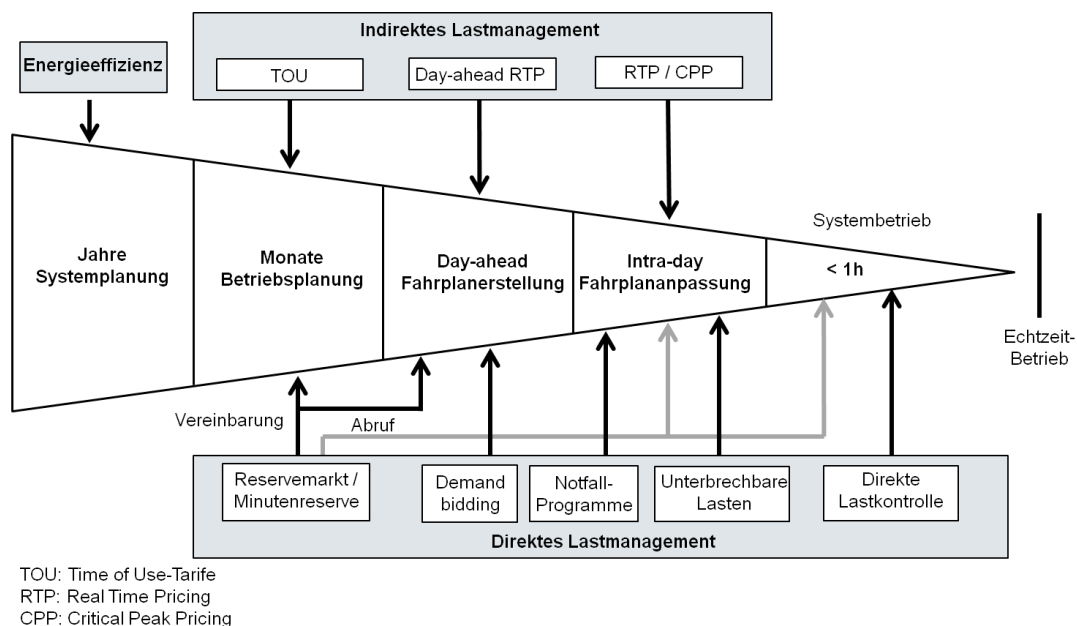 Indirektes Lastmanagement
Energieeffizienz
TOU
Day-ahead RTP
RTP / CPP
Systembetrieb
Jahre
Systemplanung
Monate
Betriebsplanung
Day-ahead
Fahrplanerstellung
Intra-day
Fahrplananpassung
< 1h
Echtzeit-
Betrieb
Vereinbarung
Abruf
Reservemarkt /
Minutenreserve
Demand
bidding
Notfall-
Programme
Unterbrechbare
Lasten
Direkte
Lastkontrolle
Direktes Lastmanagement
TOU: Time of Use-Tarife
RTP: Real Time Pricing
CPP: Critical Peak Pricing